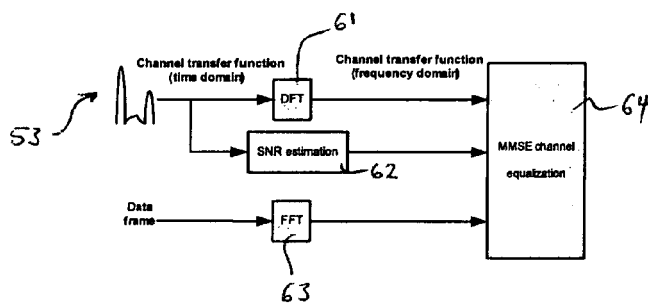 61
Channel transfer function
(time domain)
Channel transfer function
(frequency domain)
DFT
64
53
SNR estimation
62
MMSE channel
equalization
Data
frame
FFT
63